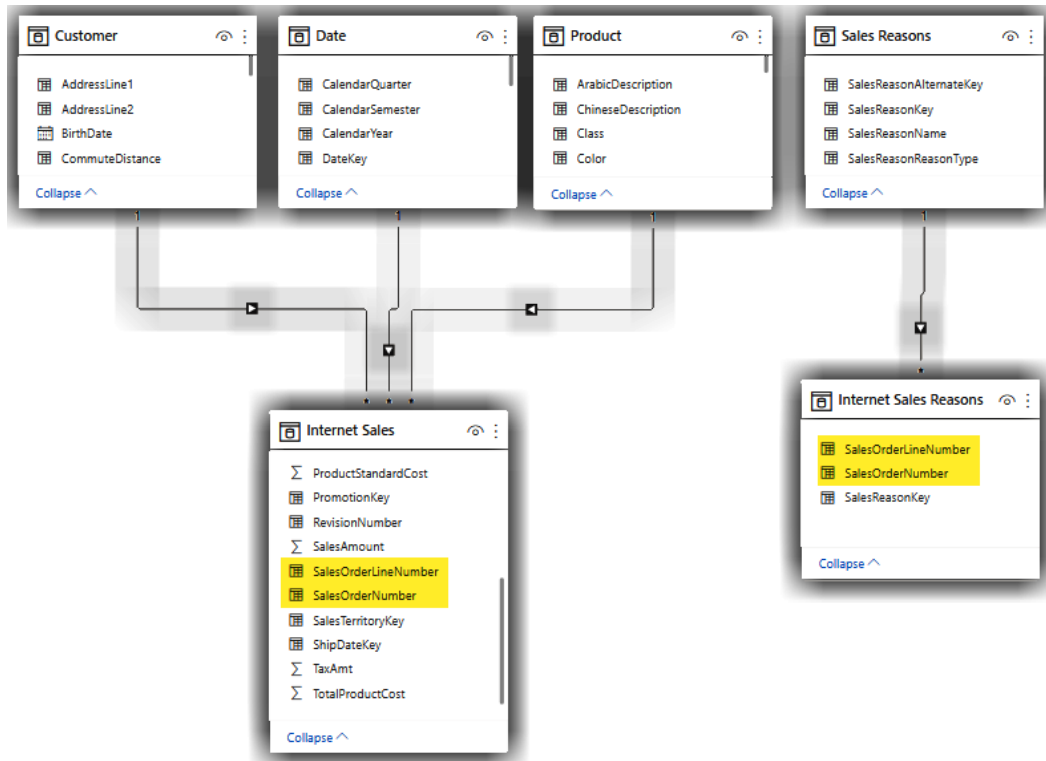 Customer
AddressLine1
AddressLine2
BirthDate
CommuteDistance
Collapse
1
Date
CalendarQuarter
CalendarSemester
CalendarYear
DateKey
Collapse
1
Product
ArabicDescription
ChineseDescription
Class
Color
Collapse
1
Sales Reasons
SalesReasonAlternateKey
SalesReasonKey
SalesReasonName
SalesReasonReasonType
Collapse
1
* * *
Internet Sales
ProductStandardCost
PromotionKey
RevisionNumber
SalesAmount
SalesOrderLineNumber
SalesOrderNumber
SalesTerritoryKey
ShipDateKey
TaxAmt
TotalProductCost
Collapse
*
Internet Sales Reasons
SalesOrderLineNumber
SalesOrderNumber
SalesReasonKey
Collapse